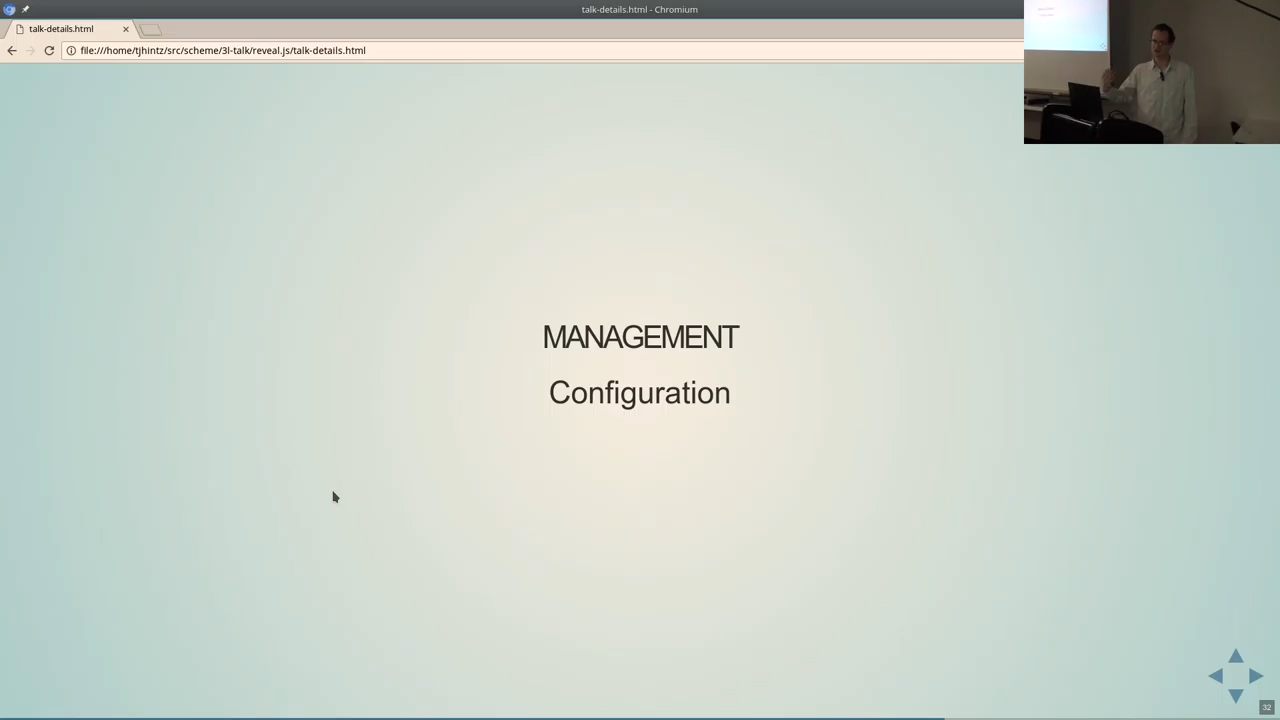 talk-details.html - Chromium
talk-details.html
file:///home/tjhintz/src/scheme/3l-talk/reveal.js/talk-details.html
MANAGEMENT
Configuration
32